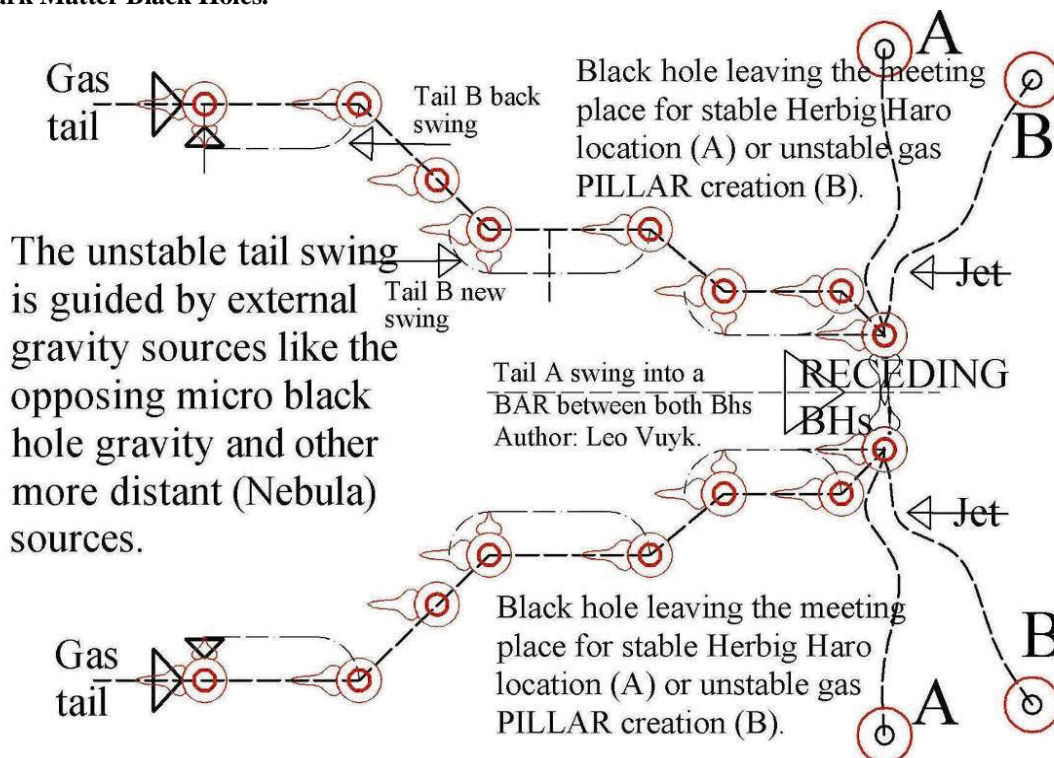 ark Matter Black Holes.
Gas
tail
Tail B back
swing
Black hole leaving the meeting
place for stable Herbig Haro
location (A) or unstable gas
PILLAR creation (B).
A
B
The unstable tail swing
is guided by external
gravity sources like the
opposing micro black
hole gravity and other
more distant (Nebula)
sources.
Tail B new
swing
Jet
Tail A swing into a
BAR between both Bhs
Author: Leo Vuyk.
RECEDING
BHs.
Jet
Gas
tail
Black hole leaving the meeting
place for stable Herbig Haro
location (A) or unstable gas
PILLAR creation (B).
B
A